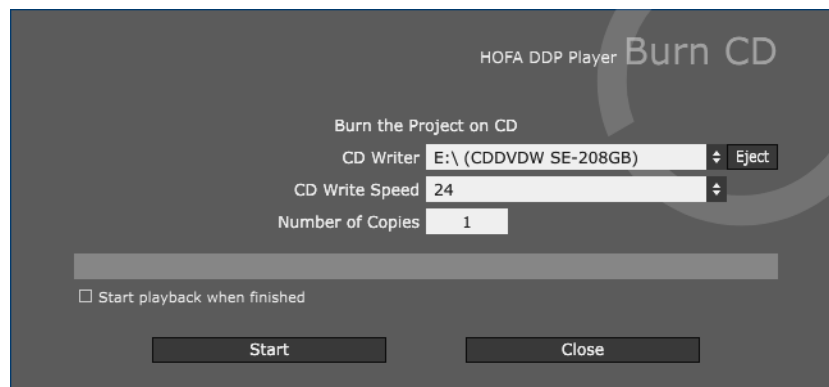 HOFA DDP Player Burn CD
Burn the Project on CD
CD Writer E:\ (CDDVDW SE-208GB) Eject
CD Write Speed 24
Number of Copies 1
Start playback when finished
Start Close